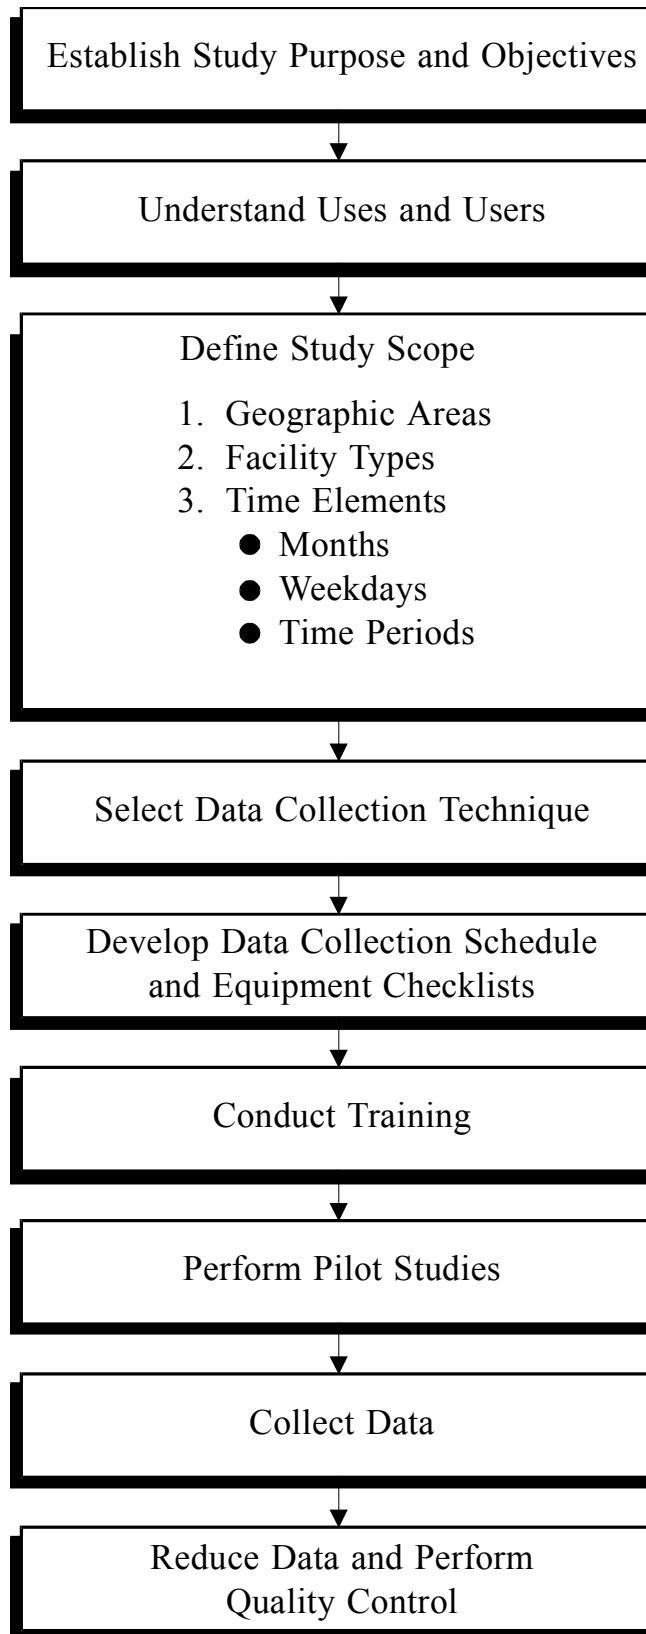 Establish Study Purpose and Objectives
Understand Uses and Users
Define Study Scope
1. Geographic Areas
2. Facility Types
3. Time Elements
● Months
● Weekdays
● Time Periods
Select Data Collection Technique
Develop Data Collection Schedule
and Equipment Checklists
Conduct Training
Perform Pilot Studies
Collect Data
Reduce Data and Perform
Quality Control